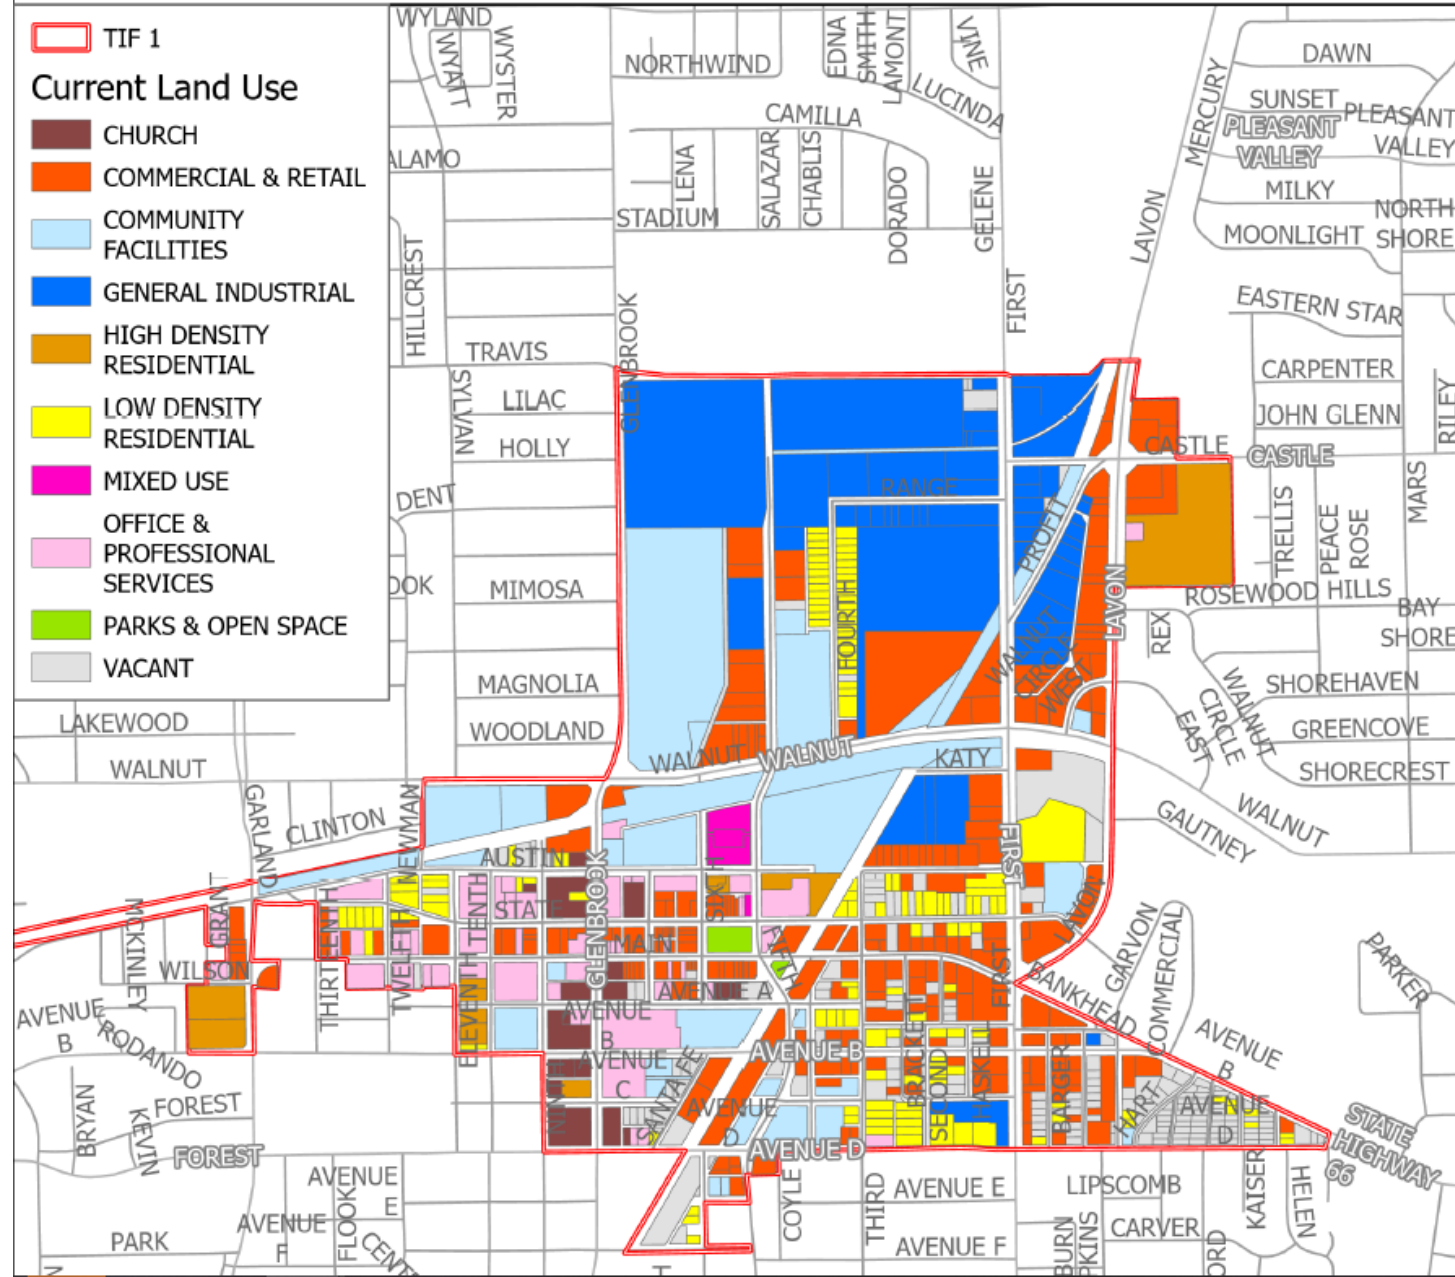 TIF 1
Current Land Use
CHURCH
COMMERCIAL & RETAIL
COMMUNITY
FACILITIES
GENERAL INDUSTRIAL
HIGH DENSITY
RESIDENTIAL
LOW DENSITY
RESIDENTIAL
MIXED USE
OFFICE &
PROFESSIONAL
SERVICES
PARKS & OPEN SPACE
VACANT
WYLAND
WYATT
WYSTER
NORTHWIND
EDNA
SMITH
LAMONT
VINE
LUCINDA
CAMILLA
LENA
SALAZAR
CHABLIS
DORADO
GELENE
STADIUM
ALAMO
HILLCREST
GLENBROOK
FIRST
MERCURY
LAVON
DAWN
SUNSET
PLEASANT
VALLEY
PLEASANT
VALLEY
MILKY
MOONLIGHT
NORTH
SHORE
EASTERN STAR
CARPENTER
JOHN GLENN
RILEY
CASTLE
CASTLE
MARS
TRELLIS
PEACE
ROSE
ROSEWOOD HILLS
BAY
SHORE
REX
TRAVIS
SYLVAN
LILAC
HOLLY
DENT
OOK
MIMOSA
MAGNOLIA
WOODLAND
RANGE
PROFIT
FOURTH
WALNUT
CIRCLE
WEST
LAVON
EAST
CIRCLE
WALNUT
SHOREHAVEN
GREENCOVE
SHORECREST
LAKEWOOD
WALNUT
WALNUT
WALNUT
KATY
GAUTNEY
WALNUT
GARLAND
CLINTON
NEWMAN
AUSTIN
FIRST
GRANT
MCKINLEY
WILSON
THIRTEENTH
TWELFTH
ELEVENTH
TENTH
STATE
GLENBROOK
MAIN
SIXTH
FIFTH
AVENUE A
LAVON
FIRST
BANKHEAD
GARVON
COMMERCIAL
PARKER
AVENUE
B
RODANDO
AVENUE
B
AVENUE
C
AVENUE B
BRACKETT
SECOND
HASKELL
BARGER
HART
AVENUE
B
AVENUE
D
BRYAN
KEVIN
FOREST
FOREST
NINTH
SANTA FE
AVENUE
D
AVENUE D
STATE
HIGHWAY
66
AVENUE
E
FLOOK
AVENUE
F
PARK
COYLE
THIRD
AVENUE E
AVENUE F
LIPSCOMB
CARVER
BURN
PKINS
ORD
KAISER
HELEN